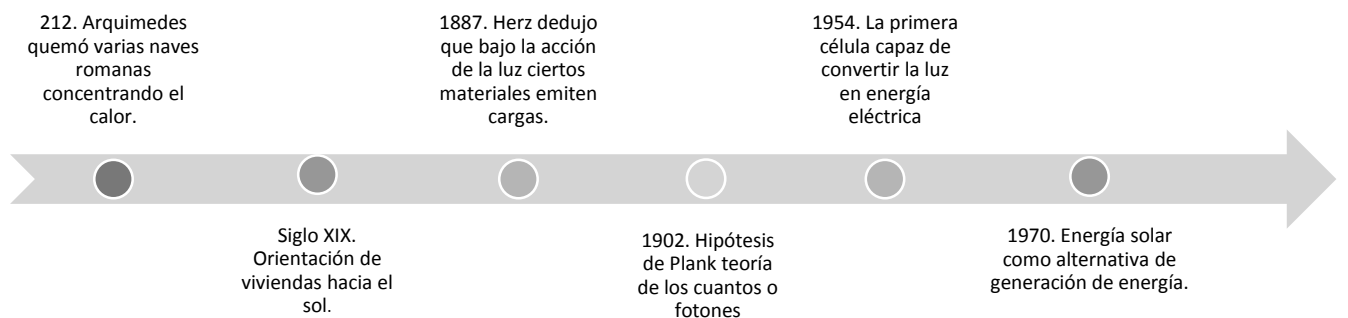 212. Arquimedes
quemó varias naves
romanas
concentrando el
calor.
Siglo XIX.
Orientación de
viviendas hacia el
sol.
1887. Herz dedujo
que bajo la acción
de la luz ciertos
materiales emiten
cargas.
1902. Hipótesis
de Plank teoría
de los cuantos o
fotones
1954. La primera
célula capaz de
convertir la luz
en energía
eléctrica
1970. Energía solar
como alternativa de
generación de energía.